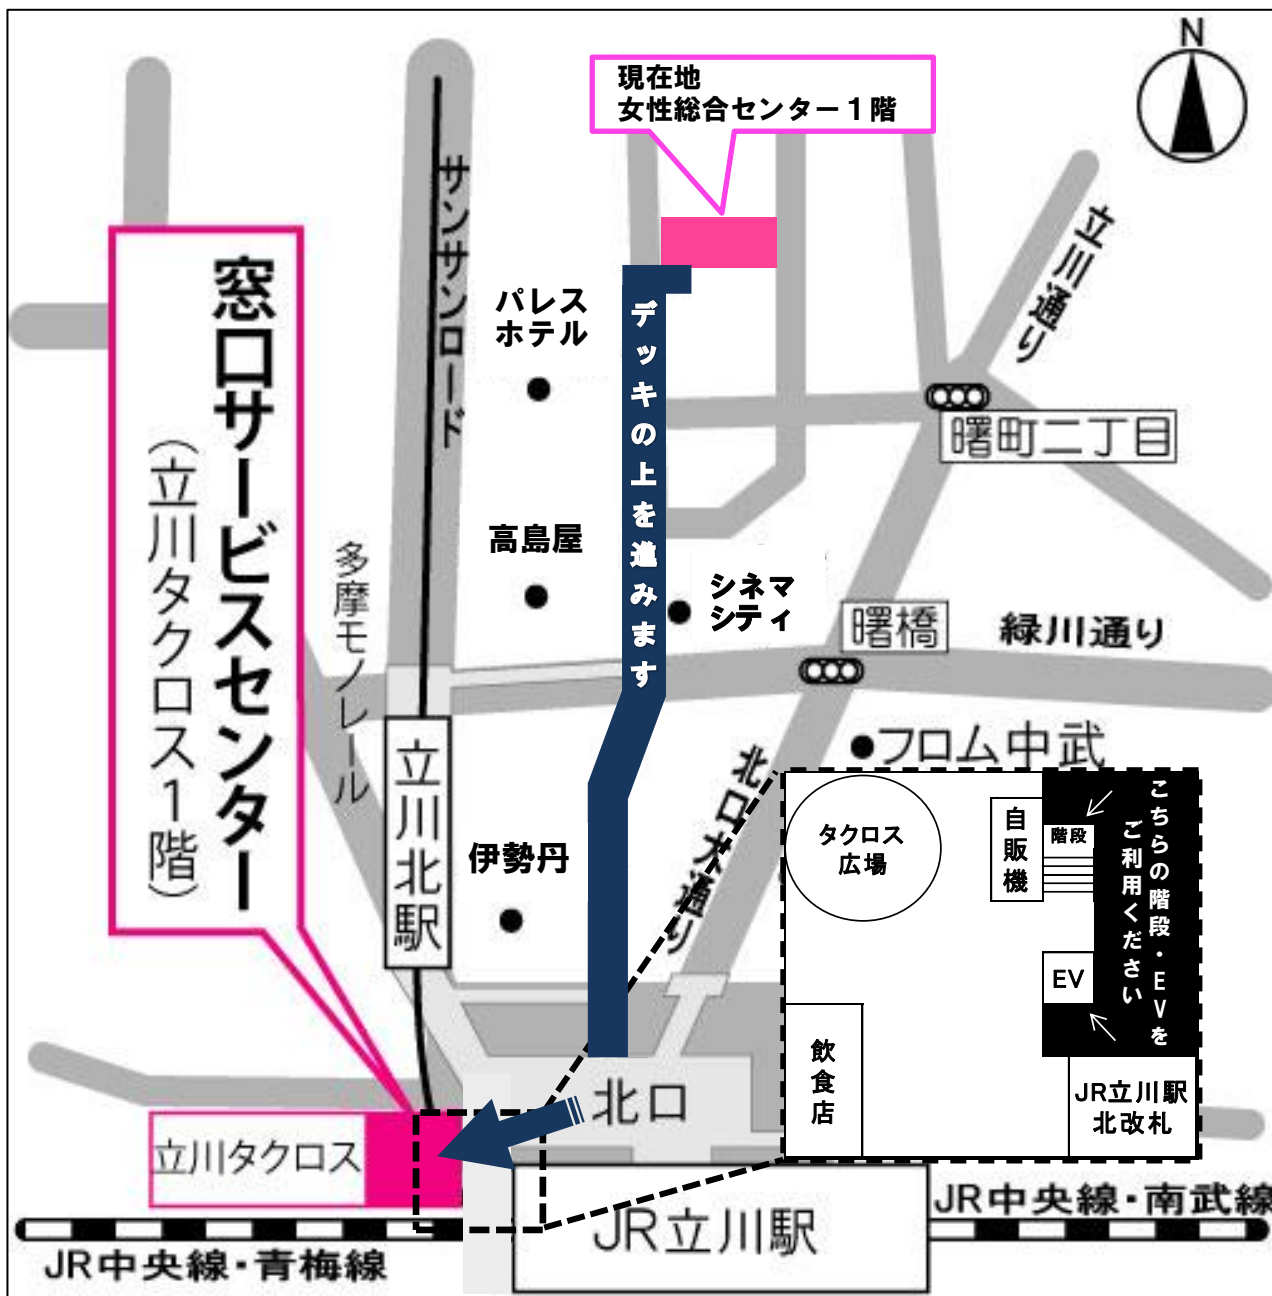 N
現在地
女性総合センター１階
サンサンロード
立川通り
窓口サービスセンター
（立川タクロス１階）
パレス
ホテル
デッキの上を進みます
曙町二丁目
高島屋
多摩モノレール
シネマ
シティ
曙橋
緑川通り
フロム中武
立川北駅
伊勢丹
北口大通り
タクロス
広場
自販機
階段
こちらの階段・EVを
ご利用ください
EV
飲食店
JR立川駅
北改札
北口
立川タクロス
JR立川駅
JR中央線・南武線
JR中央線・青梅線